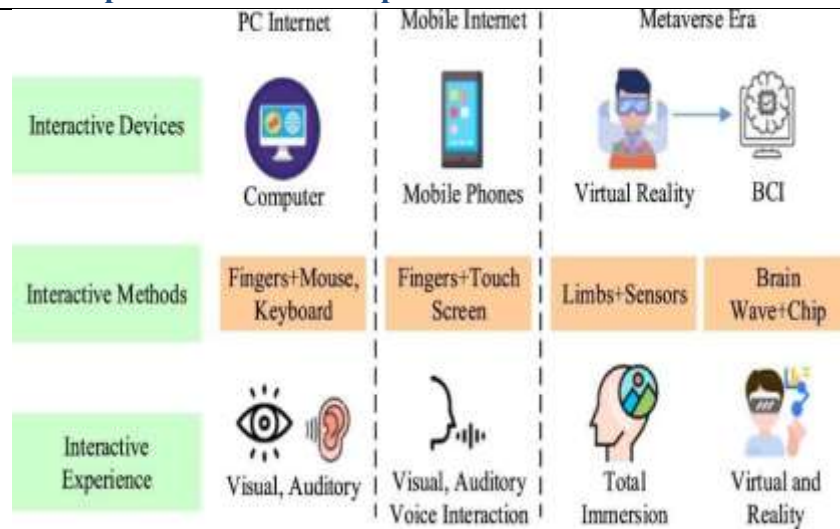 PC Internet
Mobile Internet
Metaverse Era
Interactive Devices
Computer
Mobile Phones
Virtual Reality
BCI
Interactive Methods
Fingers+Mouse,
Keyboard
Fingers+Touch
Screen
Limbs+Sensors
Brain
Wave+Chip
Interactive
Experience
Visual, Auditory
Visual, Auditory
Voice Interaction
Total
Immersion
Virtual and
Reality